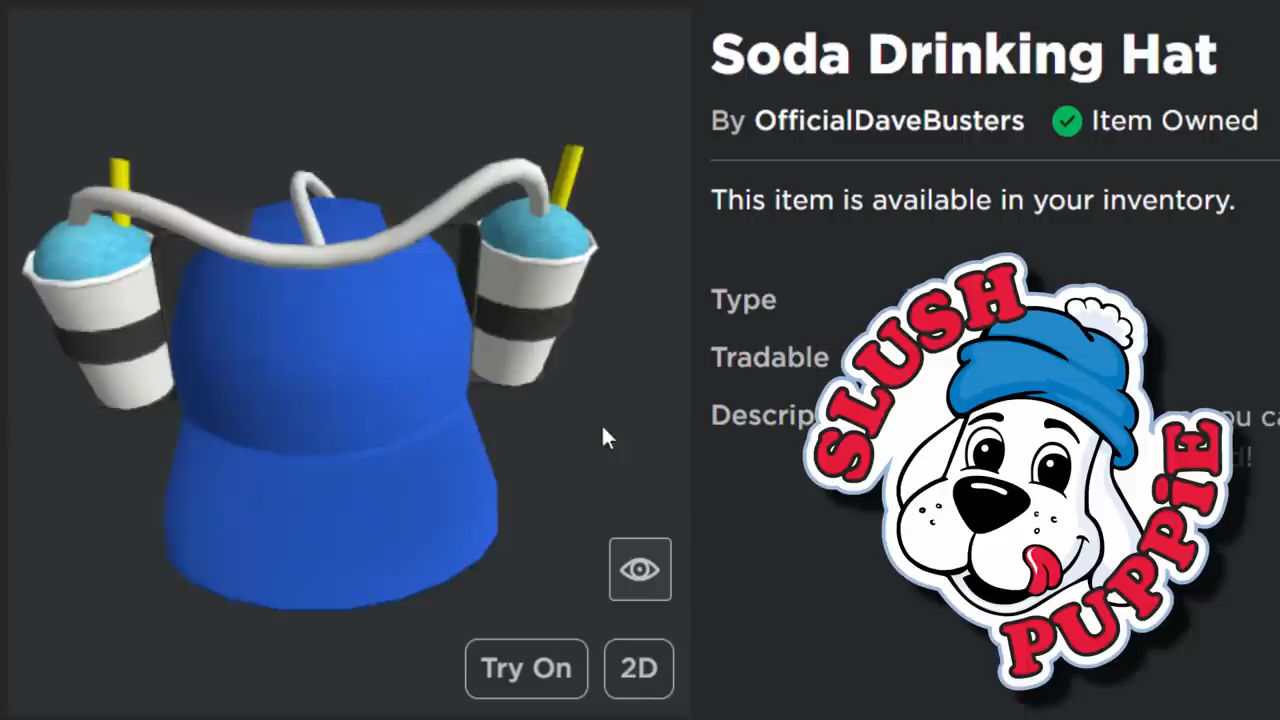 Soda Drinking Hat
By OfficialDaveBusters Item Owned
This item is available in your inventory.
Type
Tradable
SLUSH
PUPPiE
Try On
2D